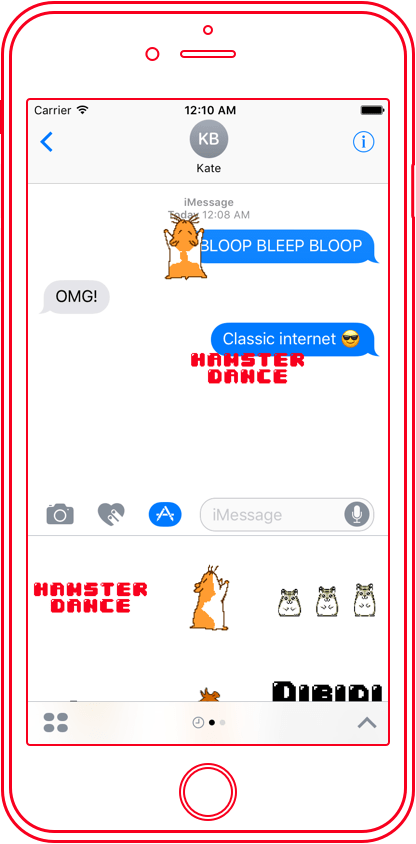 Carrier
12:10 AM
KB
Kate
iMessage
Today 12:08 AM
BLOOP BLEEP BLOOP
OMG!
Classic internet 😎
HAMSTER
DANCE
iMessage
HAMSTER
DANCE
DIBIDI